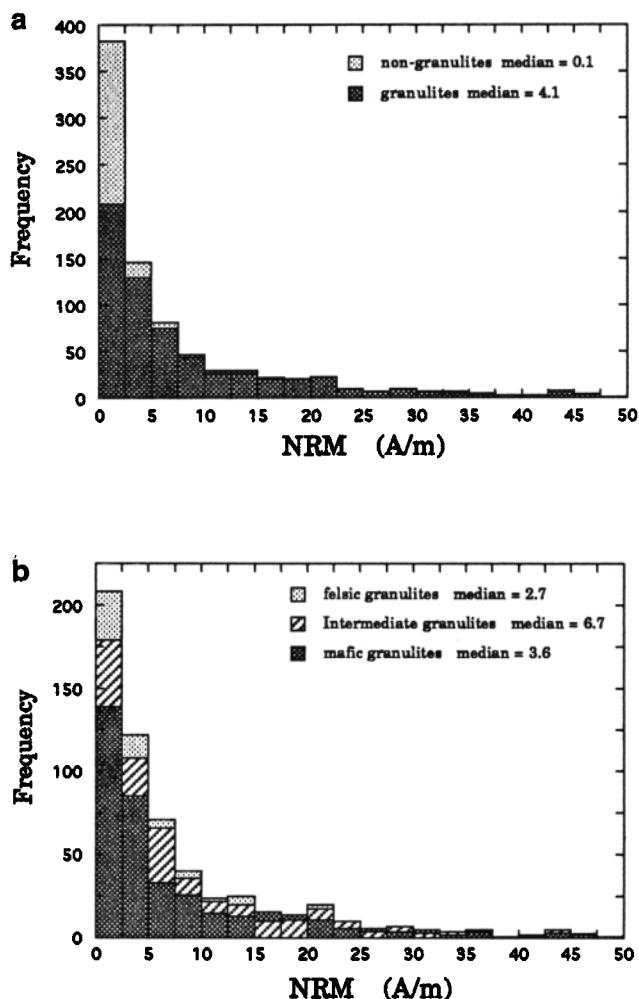 a
400
350
300
250
200
150
100
50
0
Frequency
non-granulites median = 0.1
granulites median = 4.1
0 5 10 15 20 25 30 35 40 45 50
NRM (A/m)
b
200
150
100
50
0
Frequency
felsic granulites median = 2.7
Intermediate granulites median = 6.7
mafic granulites median = 3.6
0 5 10 15 20 25 30 35 40 45 50
NRM (A/m)